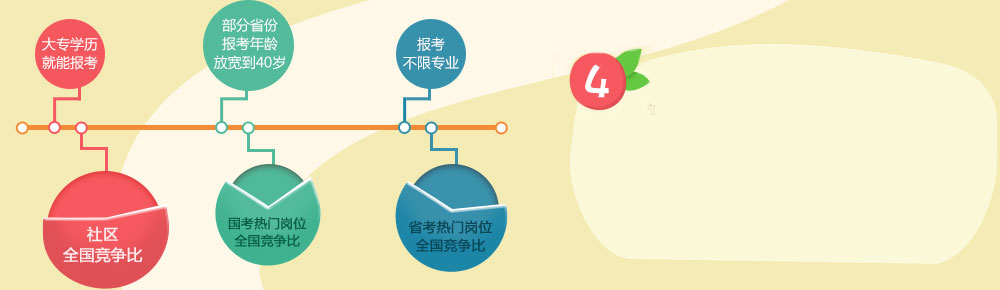 大专学历
就能报考
部分省份
报考年龄
放宽到40岁
报考
不限专业
社区
全国竞争比
国考热门岗位
全国竞争比
省考热门岗位
全国竞争比
4